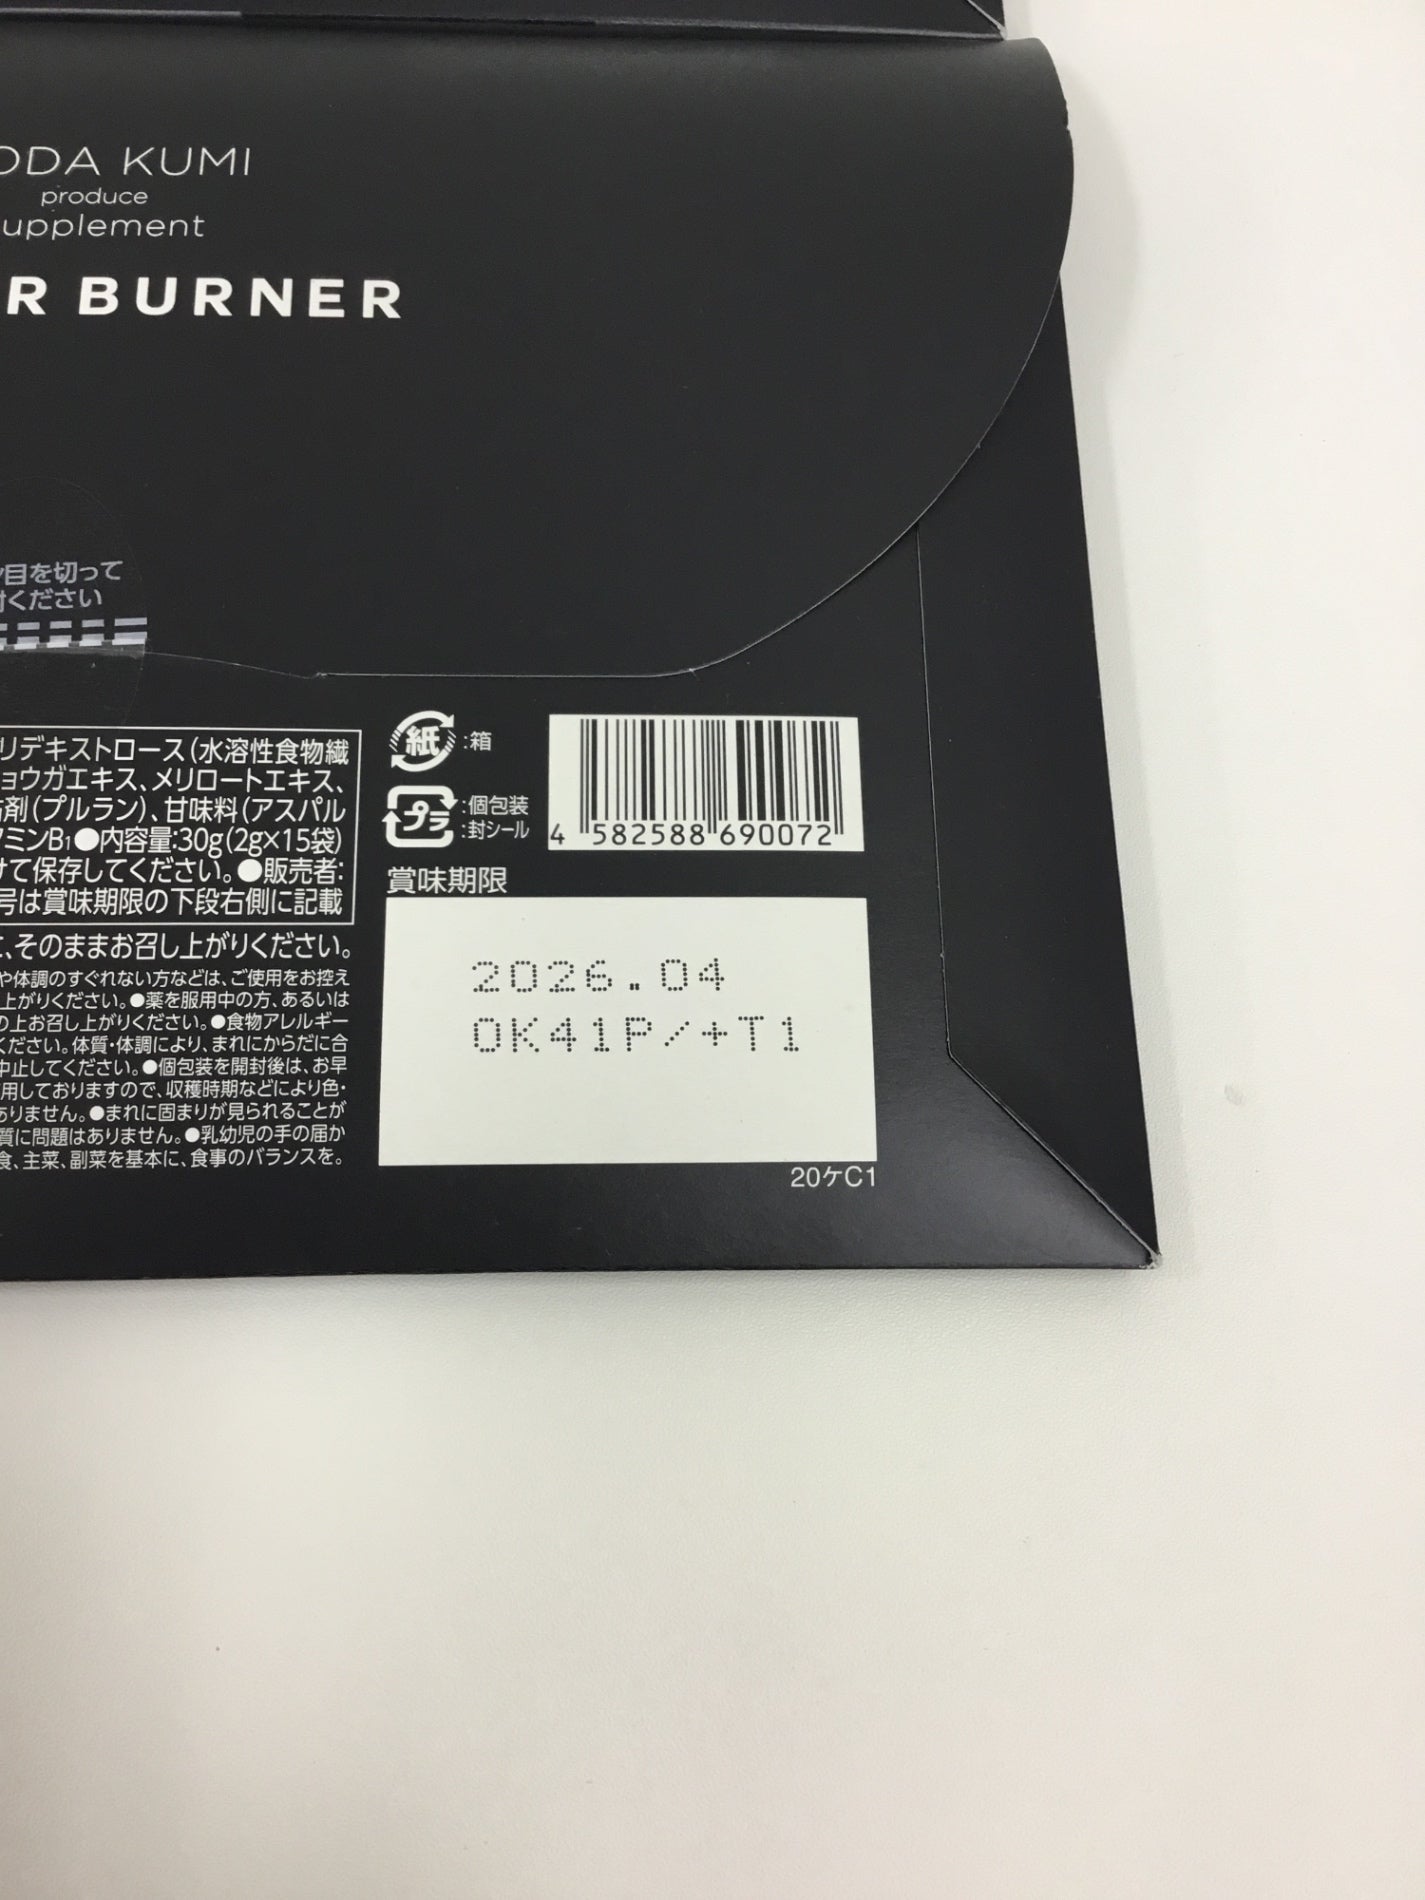 ODA KUMI
produce
upplement
R BURNER
目を切って
ください
リデキストロース(水溶性食物繊
ョウガエキス、メリロートエキス、
剤(プルラン)、甘味料(アスパル
ミンB1●内容量:30g(2g×15袋)
けて保存してください。●販売者:
号は賞味期限の下段右側に記載
、そのままお召し上がりください。
や体調のすぐれない方などは、ご使用をお控え
上がりください。●薬を服用中の方、あるいは
の上お召し上がりください。●食物アレルギー
ください。体質・体調により、まれにからだに合
中止してください。●個包装を開封後は、お早
用しておりますので、収穫時期などにより色・
ありません。●まれに固まりが見られることが
質に問題はありません。●乳幼児の手の届か
食、主菜、副菜を基本に、食事のバランスを。
紙:箱
プラ:個包装
:封シール
4 582588 690072
賞味期限
2026.04
OK41P/+T1
20ケC1